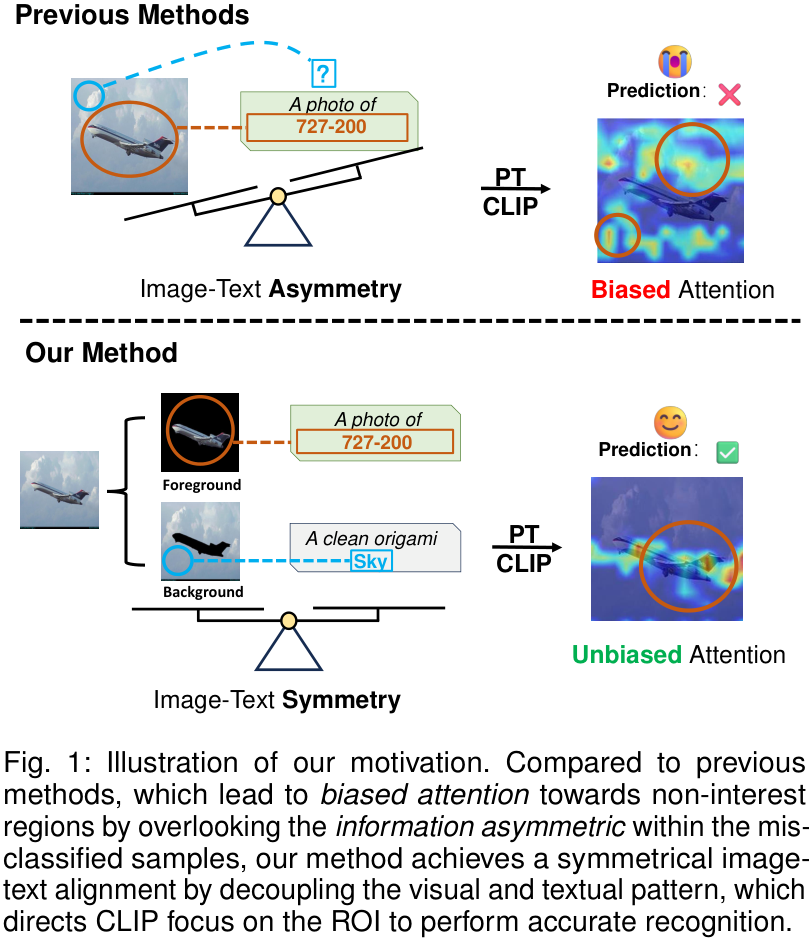 Previous Methods
?
A photo of
727-200
Prediction:
PT
CLIP
Image-Text Asymmetry
Biased Attention
Our Method
Foreground
A photo of
727-200
Background
A clean origami
Sky
Prediction:
PT
CLIP
Image-Text Symmetry
Unbiased Attention
Fig. 1: Illustration of our motivation. Compared to previous
methods, which lead to biased attention towards non-interest
regions by overlooking the information asymmetric within the mis-
classified samples, our method achieves a symmetrical image-
text alignment by decoupling the visual and textual pattern, which
directs CLIP focus on the ROI to perform accurate recognition.